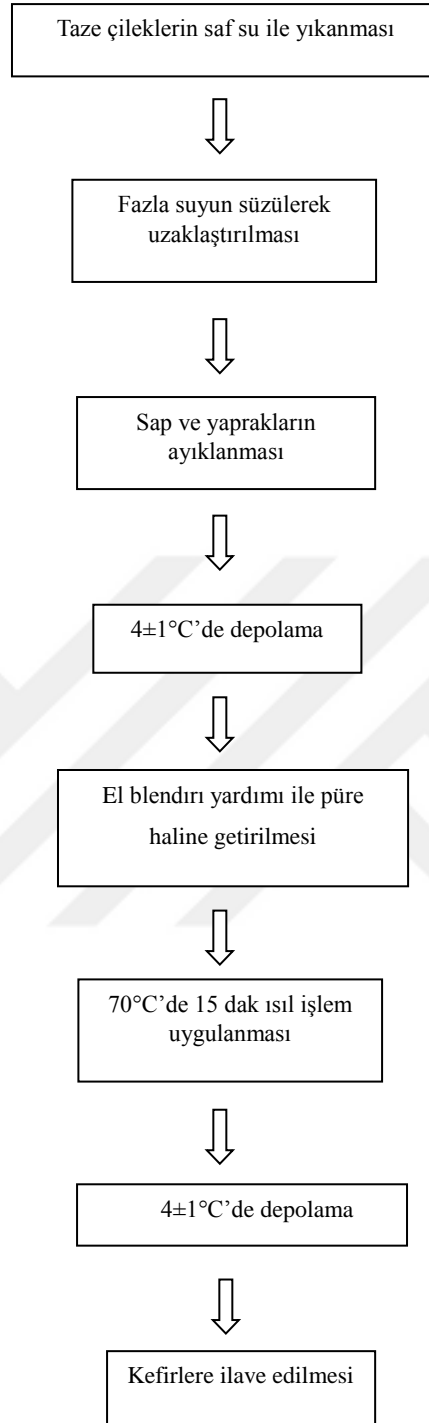 Taze çileklerin saf su ile yıkanması
Fazla suyun süzülerek
uzaklaştırılması
Sap ve yaprakların
ayıklanması
4±1°C’de depolama
El blendırı yardımı ile püre
haline getirilmesi
70°C’de 15 dak ısıl işlem
uygulanması
4±1°C’de depolama
Kefirlere ilave edilmesi